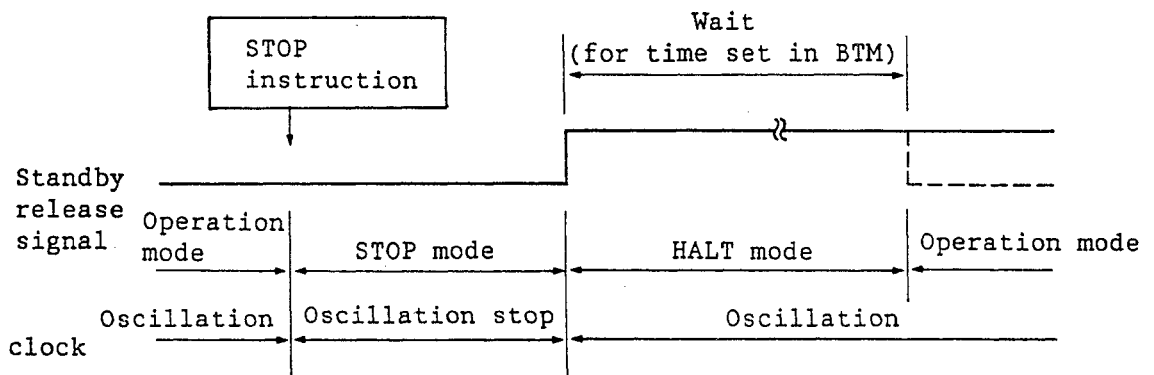 Wait
(for time set in BTM)
STOP
instruction
Standby
release
signal
Operation
mode
STOP mode
HALT mode
Operation mode
Oscillation
Oscillation stop
Oscillation
clock